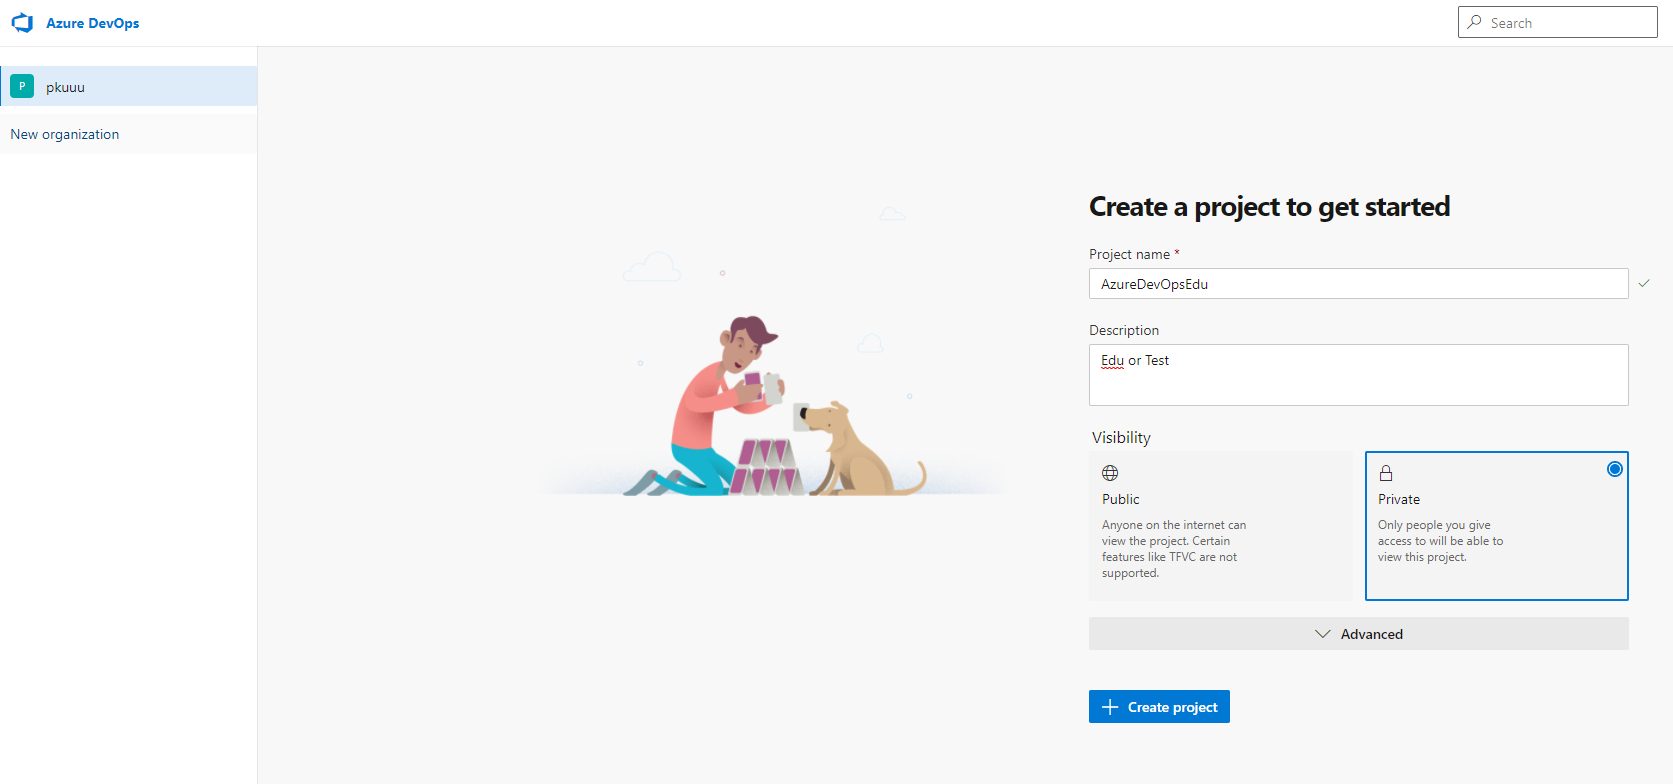 Azure DevOps
Search
P
pkuuu
New organization
Create a project to get started
Project name *
AzureDevOpsEdu
Description
Edu or Test
Visibility
Public
Anyone on the internet can
view the project. Certain
features like TFVC are not
supported.
Private
Only people you give
access to will be able to
view this project.
Advanced
Create project